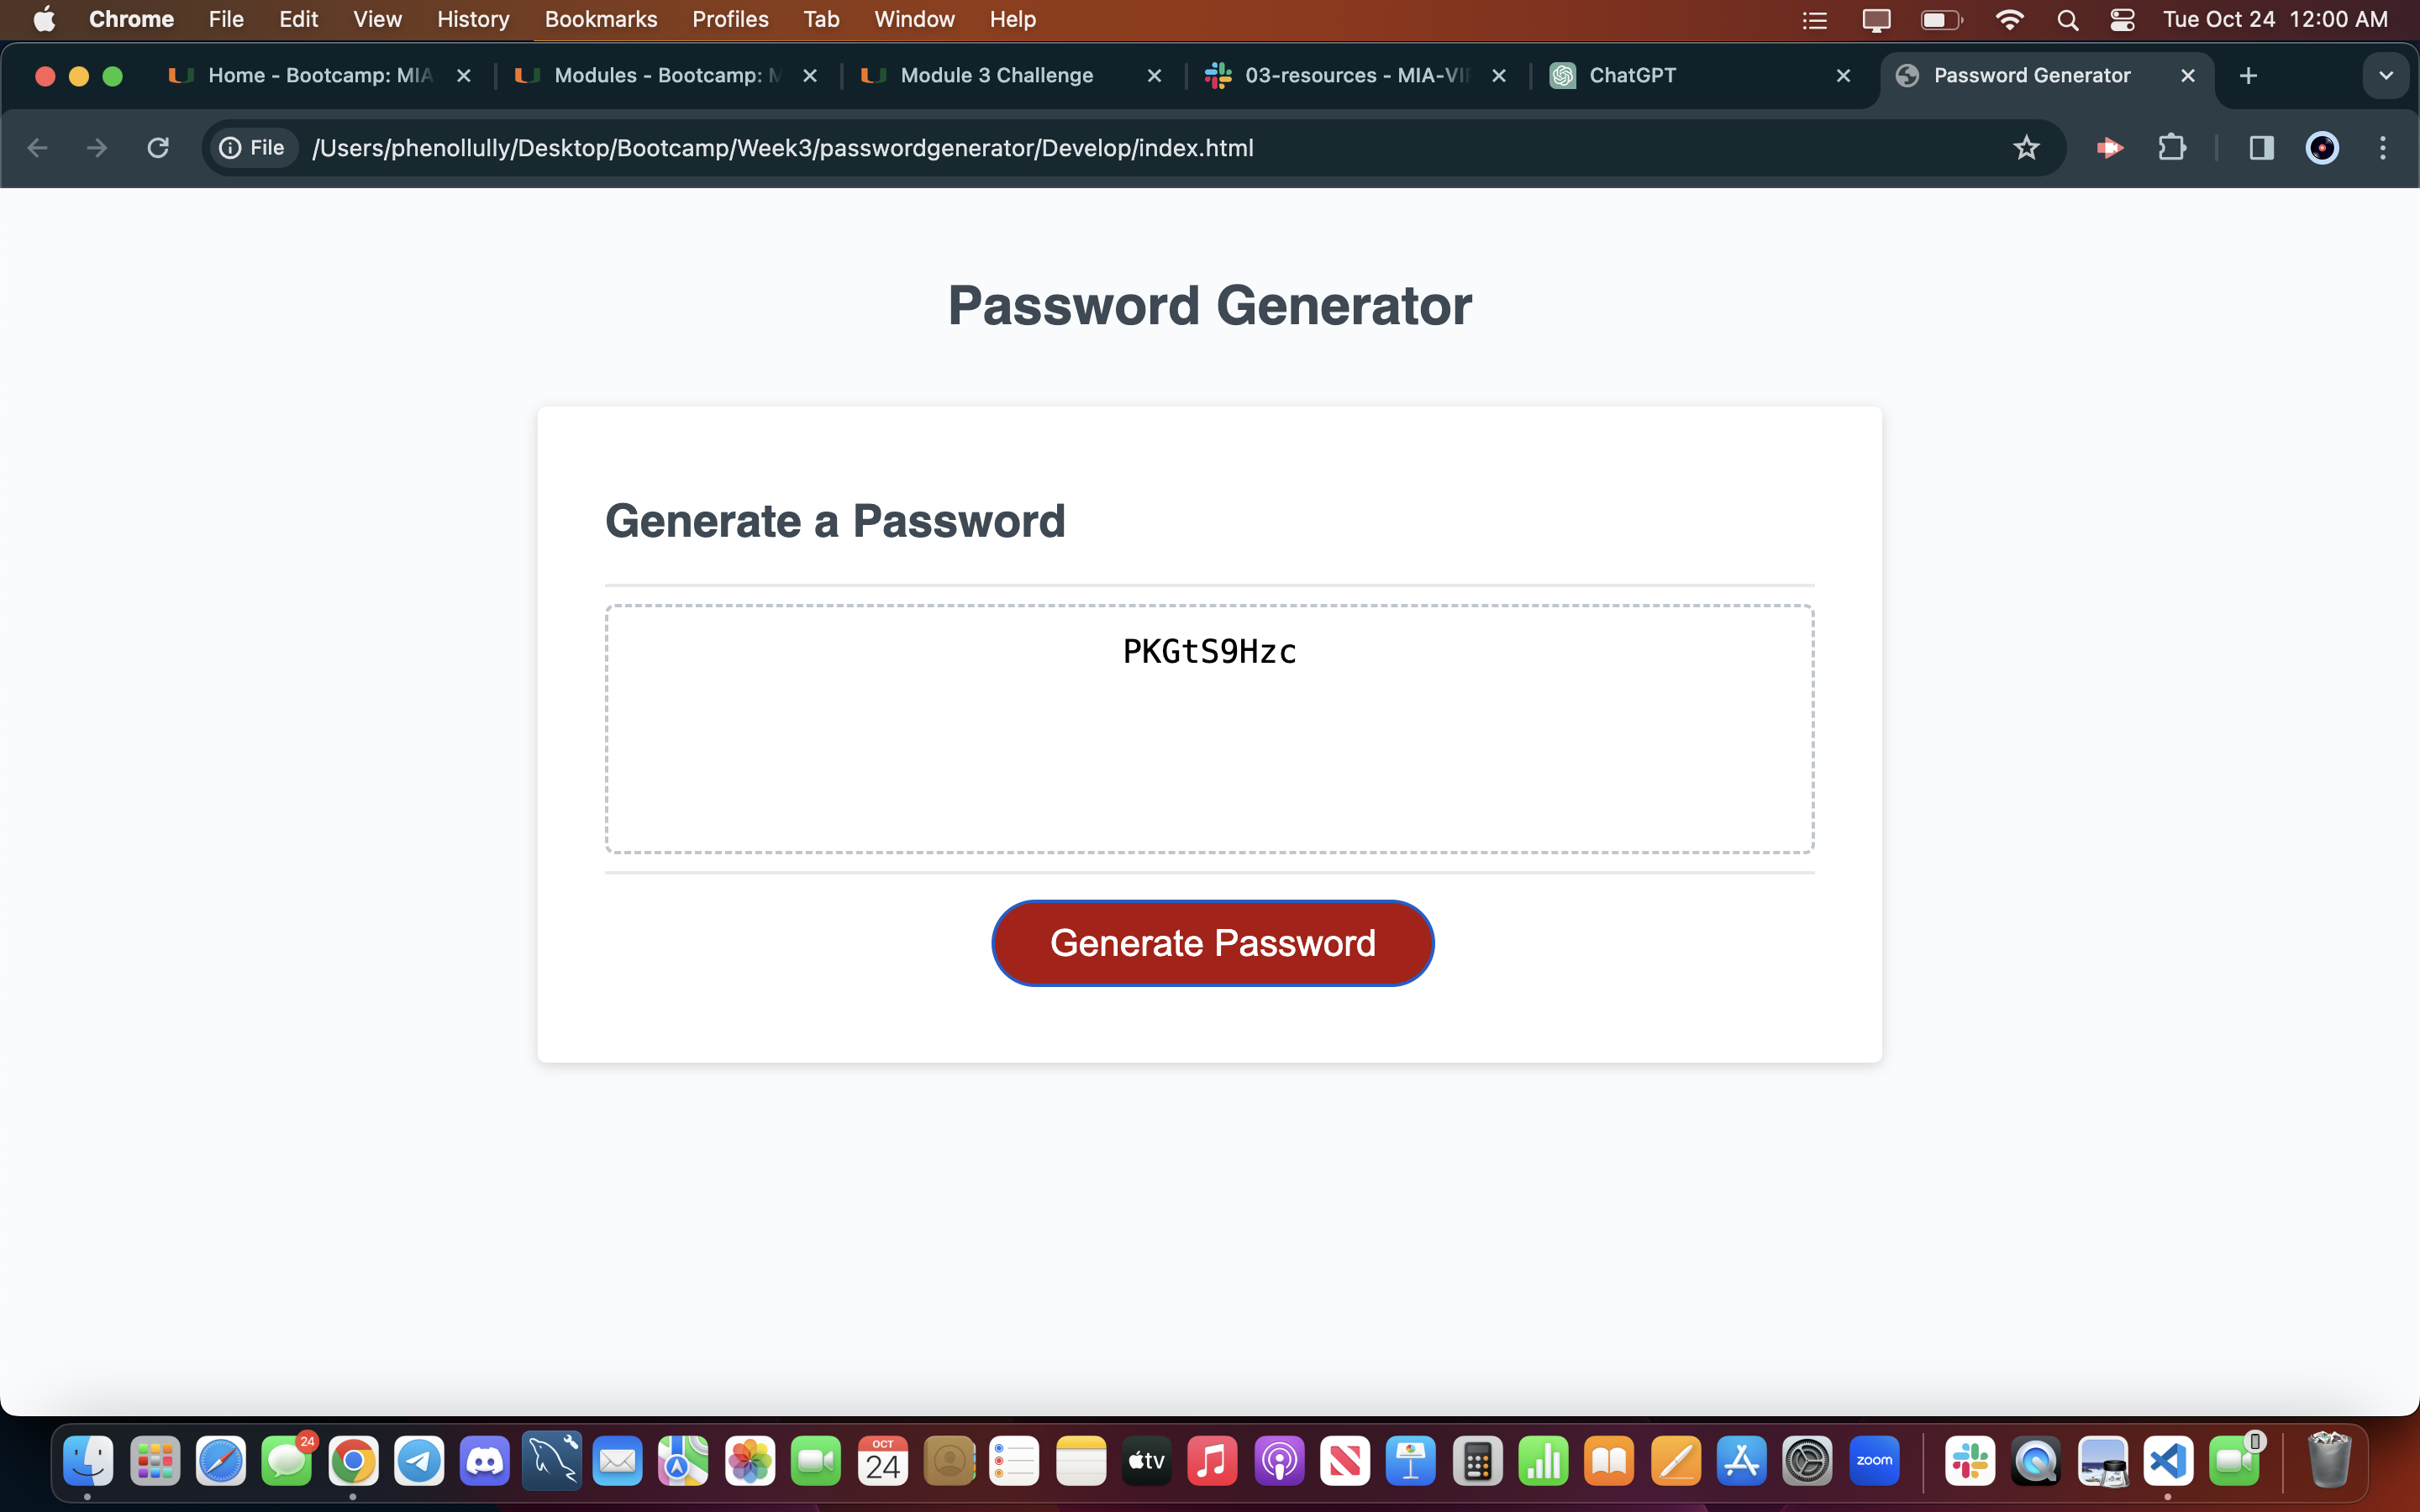 Chrome File Edit View History Bookmarks Profiles Tab Window Help Tue Oct 24 12:00 AM
Home - Bootcamp: MIA Modules - Bootcamp: M Module 3 Challenge 03-resources - MIA-VI ChatGPT Password Generator
File /Users/phenollully/Desktop/Bootcamp/Week3/passwordgenerator/Develop/index.html
Password Generator
Generate a Password
PKGtS9Hzc
Generate Password
24 OCT 24 tv zoom